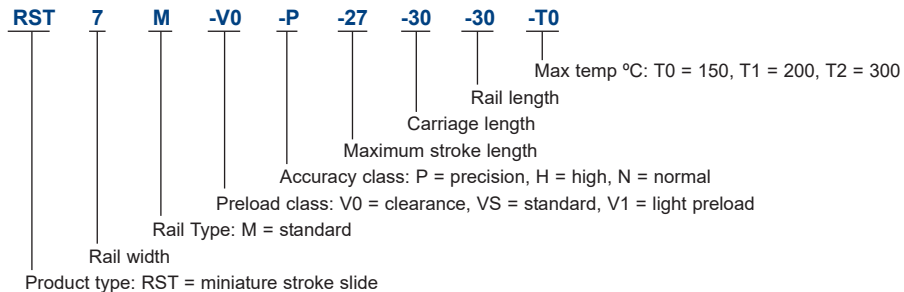 RST 7 M -V0 -P -27 -30 -30 -T0
Max temp ºC: T0 = 150, T1 = 200, T2 = 300
Rail length
Carriage length
Maximum stroke length
Accuracy class: P = precision, H = high, N = normal
Preload class: V0 = clearance, VS = standard, V1 = light preload
Rail Type: M = standard
Rail width
Product type: RST = miniature stroke slide